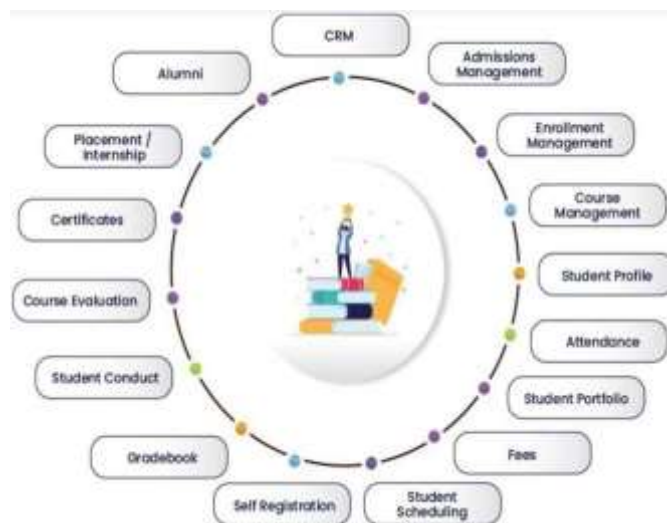 CRM
Admissions
Management
Enrollment
Management
Course
Management
Student Profile
Attendance
Student Portfolio
Fees
Student
Scheduling
Self Registration
Gradebook
Student Conduct
Course Evaluation
Certificates
Placement /
Internship
Alumni